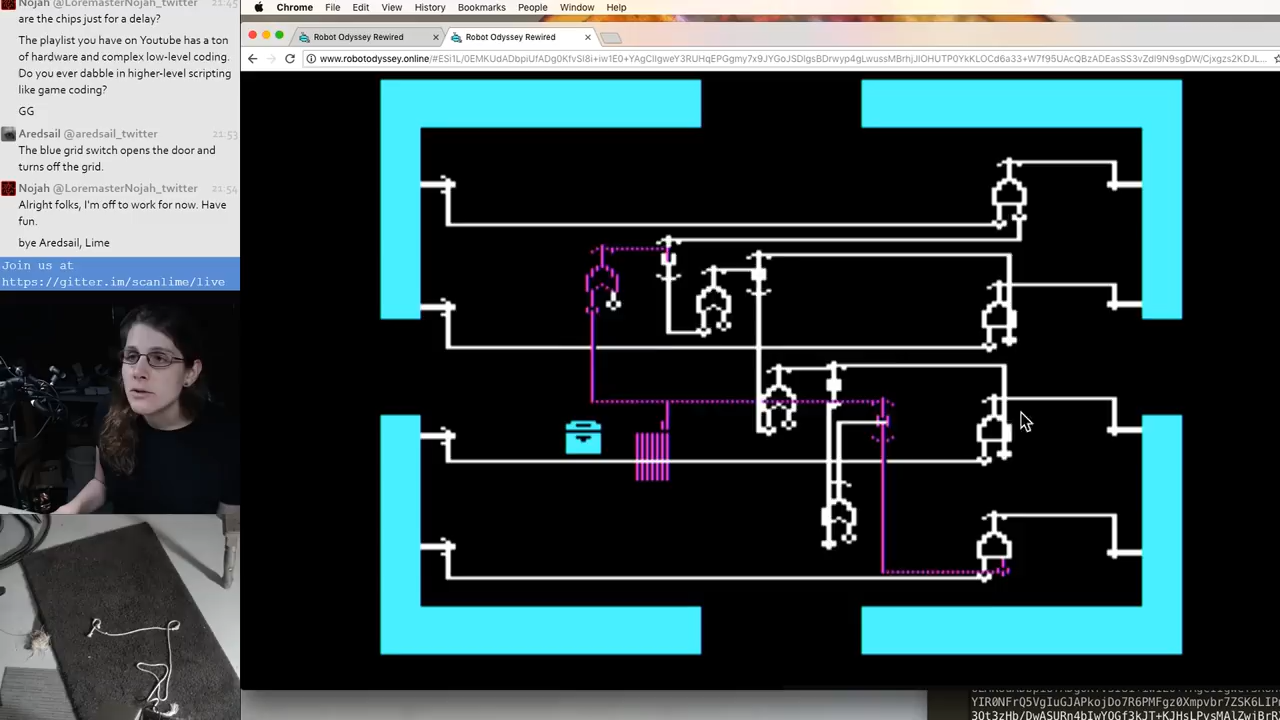 Chrome File Edit View History Bookmarks People Window Help
Robot Odyssey Rewired
Robot Odyssey Rewired
Nojah @LoremasterNojah_twitter 21:45
are the chips just for a delay?
The playlist you have on Youtube has a ton
of hardware and complex low-level coding.
Do you ever dabble in higher-level scripting
like game coding?
GG
Aredsail @aredsail_twitter 21:53
The blue grid switch opens the door and
turns off the grid.
Nojah @LoremasterNojah_twitter 21:54
Alright folks, I'm off to work for now. Have
fun.
bye Aredsail, Lime
Join us at
https://gitter.im/scanlime/live